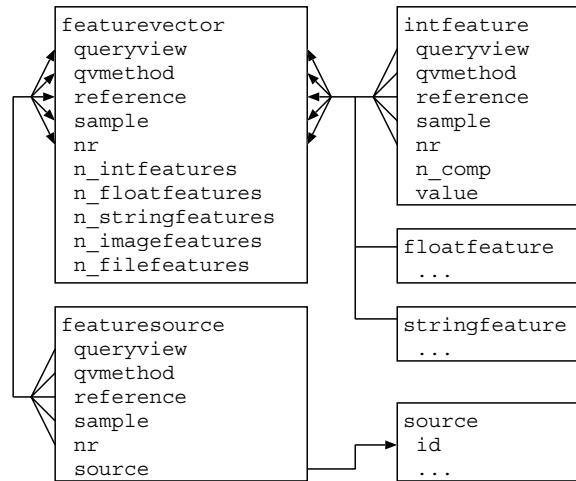 featurevector
queryview
qvmethod
reference
sample
nr
n_intfeatures
n_floatfeatures
n_stringfeatures
n_imagefeatures
n_filefeatures
intfeature
queryview
qvmethod
reference
sample
nr
n_comp
value
floatfeature
...
stringfeature
...
featuresource
queryview
qvmethod
reference
sample
nr
source
source
id
...